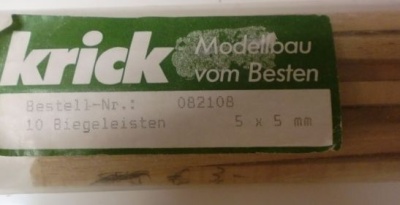 krick Modellbau
vom Besten
Bestell-Nr.: 082108
10 Biegeleisten 5 x 5 mm